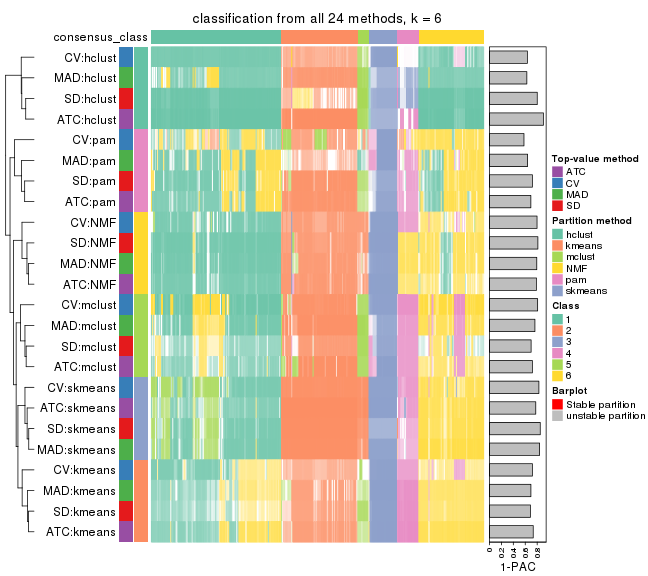 classification from all 24 methods, k = 6
consensus_class
CV:hclust
MAD:hclust
SD:hclust
ATC:hclust
CV:pam
MAD:pam
SD:pam
ATC:pam
CV:NMF
SD:NMF
MAD:NMF
ATC:NMF
CV:mclust
MAD:mclust
SD:mclust
ATC:mclust
CV:skmeans
ATC:skmeans
SD:skmeans
MAD:skmeans
CV:kmeans
MAD:kmeans
SD:kmeans
ATC:kmeans
0
0.2
0.4
0.6
0.8
1-PAC
Top-value method
ATC
CV
MAD
SD
Partition method
hclust
kmeans
mclust
NMF
pam
skmeans
Class
1
2
3
4
5
6
Barplot
Stable partition
unstable partition